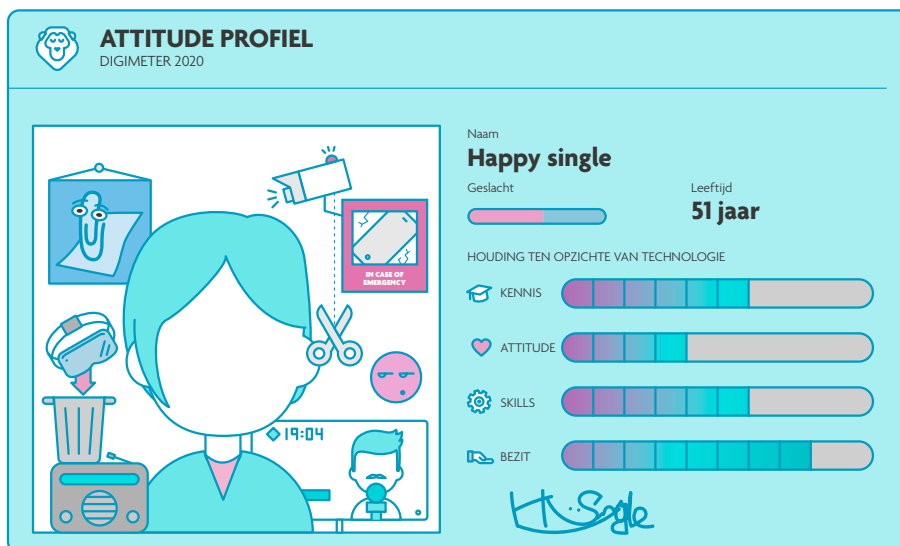 ATTITUDE PROFIEL
DIGIMETER 2020
Naam
Happy single
Geslacht
Leeftijd
51 jaar
HOUDING TEN OPZICHTE VAN TECHNOLOGIE
KENNIS
ATTITUDE
SKILLS
BEZIT
IN CASE OF
EMERGENCY
19:04
H. Single